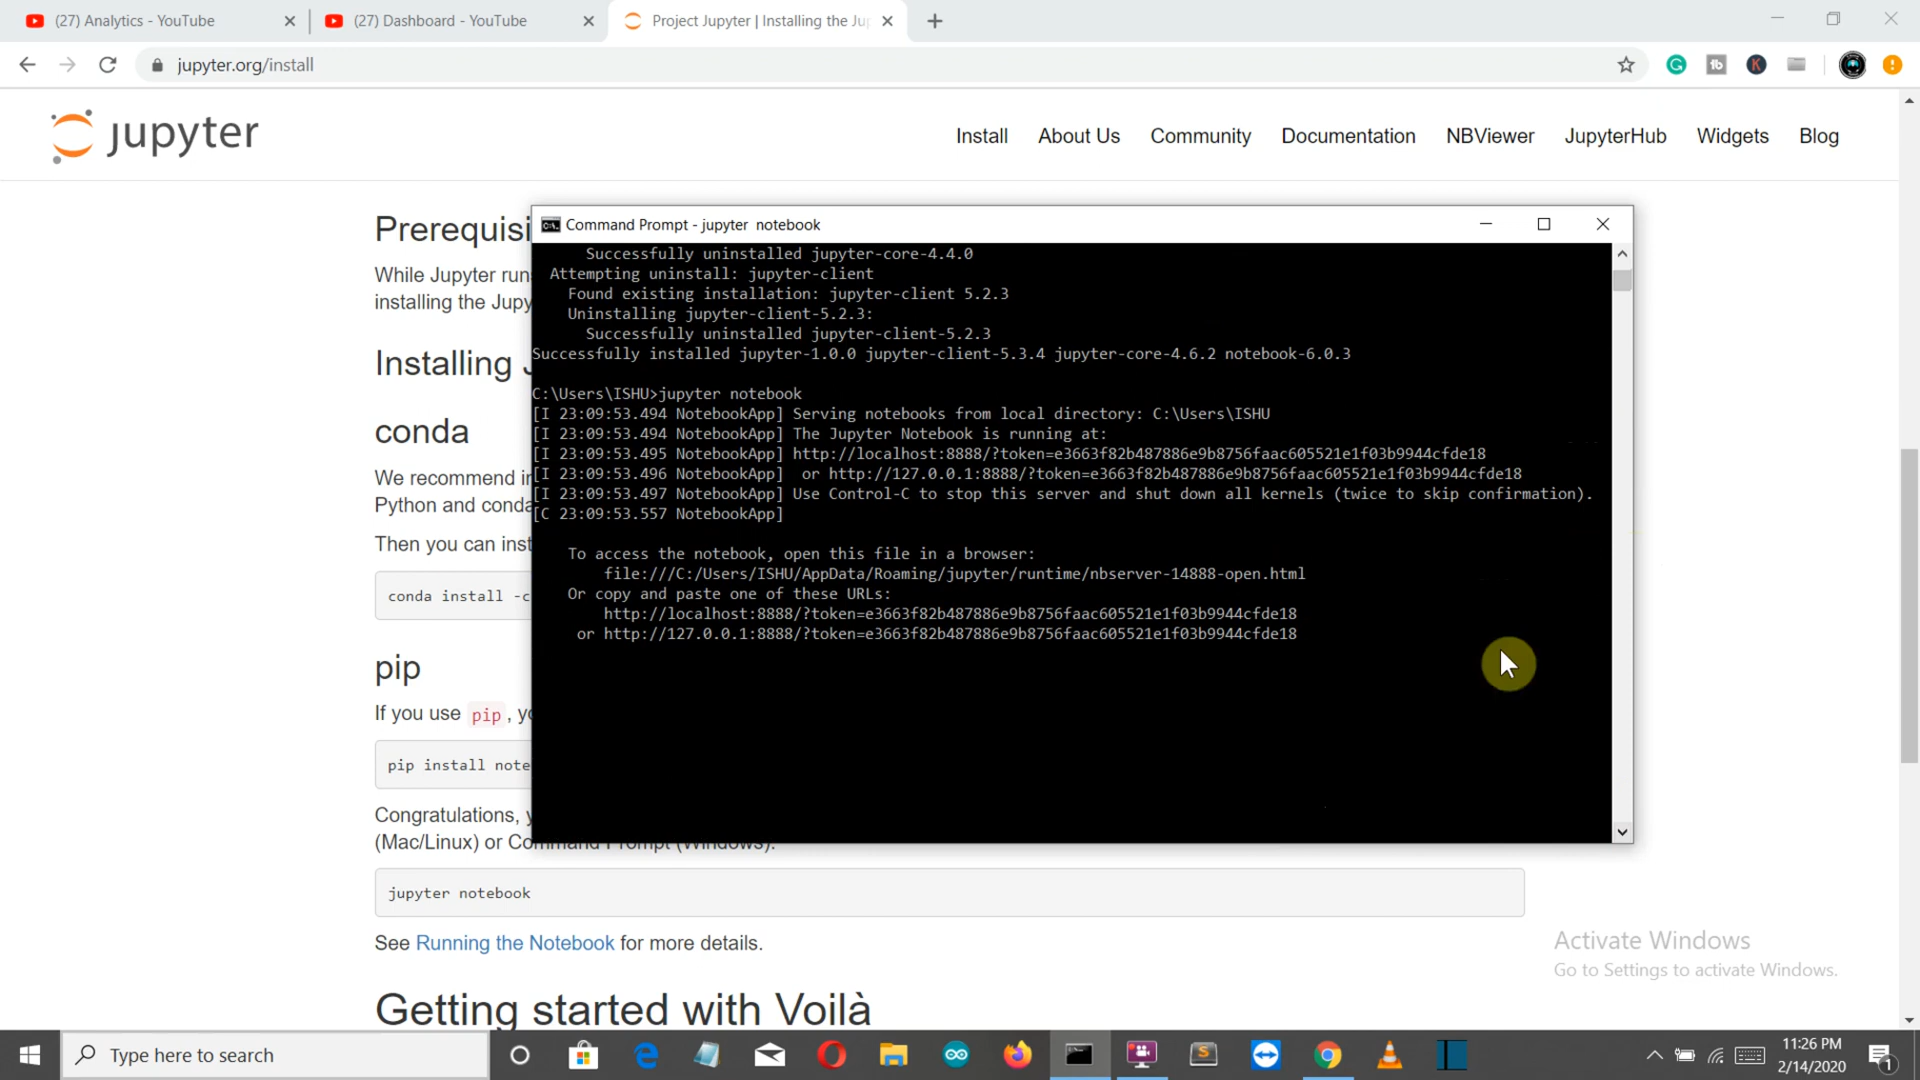 (27) Analytics - YouTube
(27) Dashboard - YouTube
Project Jupyter | Installing the Ju
jupyter.org/install
jupyter
Install
About Us
Community
Documentation
NBViewer
JupyterHub
Widgets
Blog
Prerequisi
While Jupyter run
installing the Jupy
Installing J
conda
We recommend in
Python and conda
Then you can inst
conda install -c
pip
If you use pip, yo
pip install note
Congratulations, y
(Mac/Linux) or Command Prompt (Windows).
jupyter notebook
See Running the Notebook for more details.
Getting started with Voilà
Command Prompt - jupyter  notebook
Successfully uninstalled jupyter-core-4.4.0
Attempting uninstall: jupyter-client
Found existing installation: jupyter-client 5.2.3
Uninstalling jupyter-client-5.2.3:
Successfully uninstalled jupyter-client-5.2.3
Successfully installed jupyter-1.0.0 jupyter-client-5.3.4 jupyter-core-4.6.2 notebook-6.0.3
C:\Users\ISHU>jupyter notebook
[I 23:09:53.494 NotebookApp] Serving notebooks from local directory: C:\Users\ISHU
[I 23:09:53.494 NotebookApp] The Jupyter Notebook is running at:
[I 23:09:53.495 NotebookApp] http://localhost:8888/?token=e3663f82b487886e9b8756faac605521e1f03b9944cfde18
[I 23:09:53.496 NotebookApp]  or http://127.0.0.1:8888/?token=e3663f82b487886e9b8756faac605521e1f03b9944cfde18
[I 23:09:53.497 NotebookApp] Use Control-C to stop this server and shut down all kernels (twice to skip confirmation).
[C 23:09:53.557 NotebookApp]
To access the notebook, open this file in a browser:
file:///C:/Users/ISHU/AppData/Roaming/jupyter/runtime/nbserver-14888-open.html
Or copy and paste one of these URLs:
http://localhost:8888/?token=e3663f82b487886e9b8756faac605521e1f03b9944cfde18
or http://127.0.0.1:8888/?token=e3663f82b487886e9b8756faac605521e1f03b9944cfde18
Activate Windows
Go to Settings to activate Windows.
Type here to search
11:26 PM
2/14/2020
1